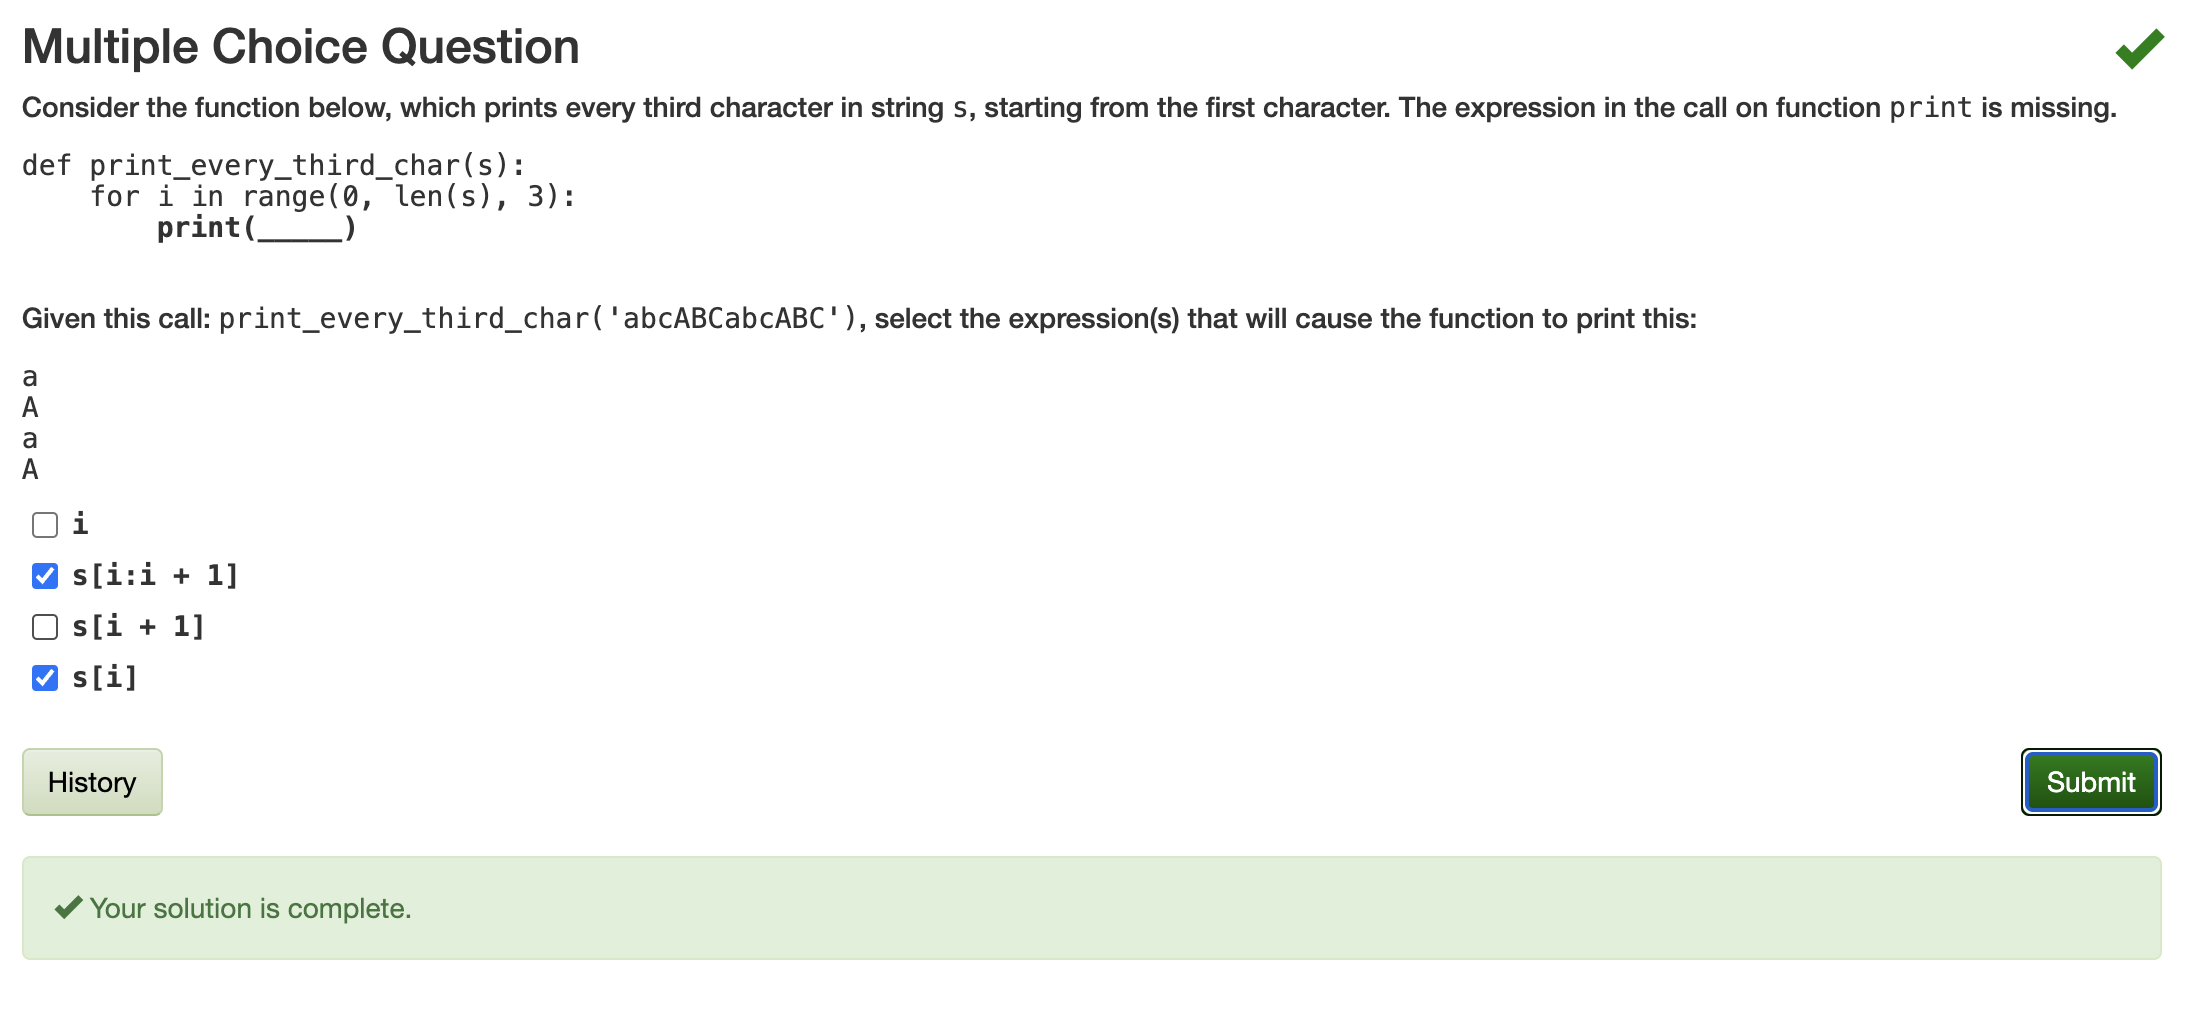 Multiple Choice Question
Consider the function below, which prints every third character in string s, starting from the first character. The expression in the call on function print is missing.
def print_every_third_char(s):
    for i in range(0, len(s), 3):
        print(_____)
Given this call: print_every_third_char('abcABCabcABC'), select the expression(s) that will cause the function to print this:
a
A
a
A
i
s[i:i + 1]
s[i + 1]
s[i]
History
Submit
Your solution is complete.